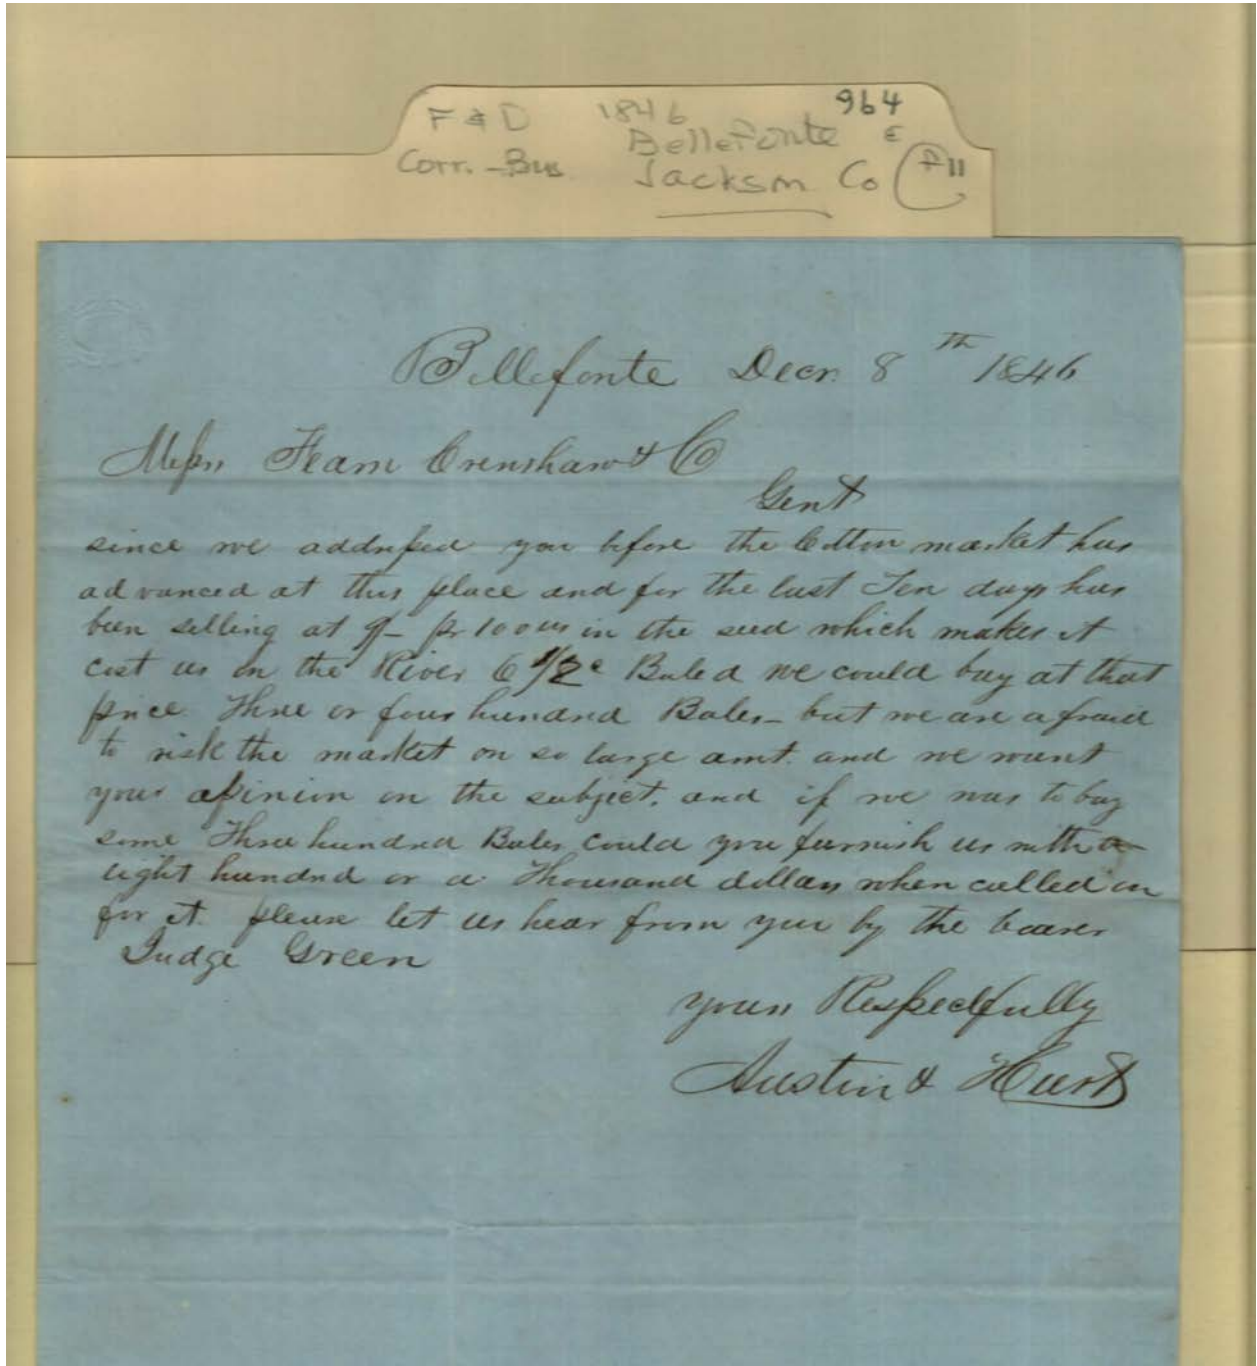 F & D 1846 964
Corr. - Bus Bellefonte E
Jackson Co P11
Bellefonte Decr. 8th 1846
Messrs Fearn Crenshaw & Co
Gent
since we addressed you before the Cotton market has
advanced at this place and for the last Ten days has
been selling at pr 100 in the seed which makes it
cost us in the River 6 1/2c Baled we could buy at that
price Three or four hundred Bales - but we are afraid
to risk the market on so large amt. and we want
your opinion on the subject. and if we was to buy
some Three hundred Bales could you furnish us with
eight hundred or a Thousand dollars when called on
for it. please let us hear from you by the bearer
Judge Green
yours Respectfully
Austin & Hurt